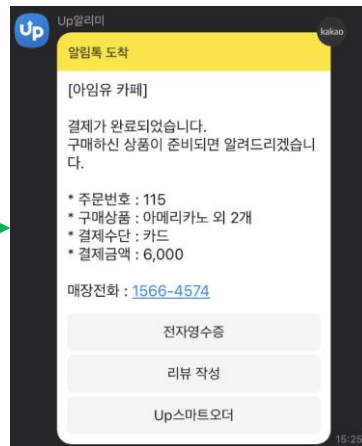 Up
Up알리미
kakao
알림톡 도착
[아임유 카페]
결제가 완료되었습니다.
구매하신 상품이 준비되면 알려드리겠습니
다.
* 주문번호 : 115
* 구매상품 : 아메리카노 외 2개
* 결제수단 : 카드
* 결제금액 : 6,000
매장전화 : 1566-4574
전자영수증
리뷰 작성
Up스마트오더
15:25